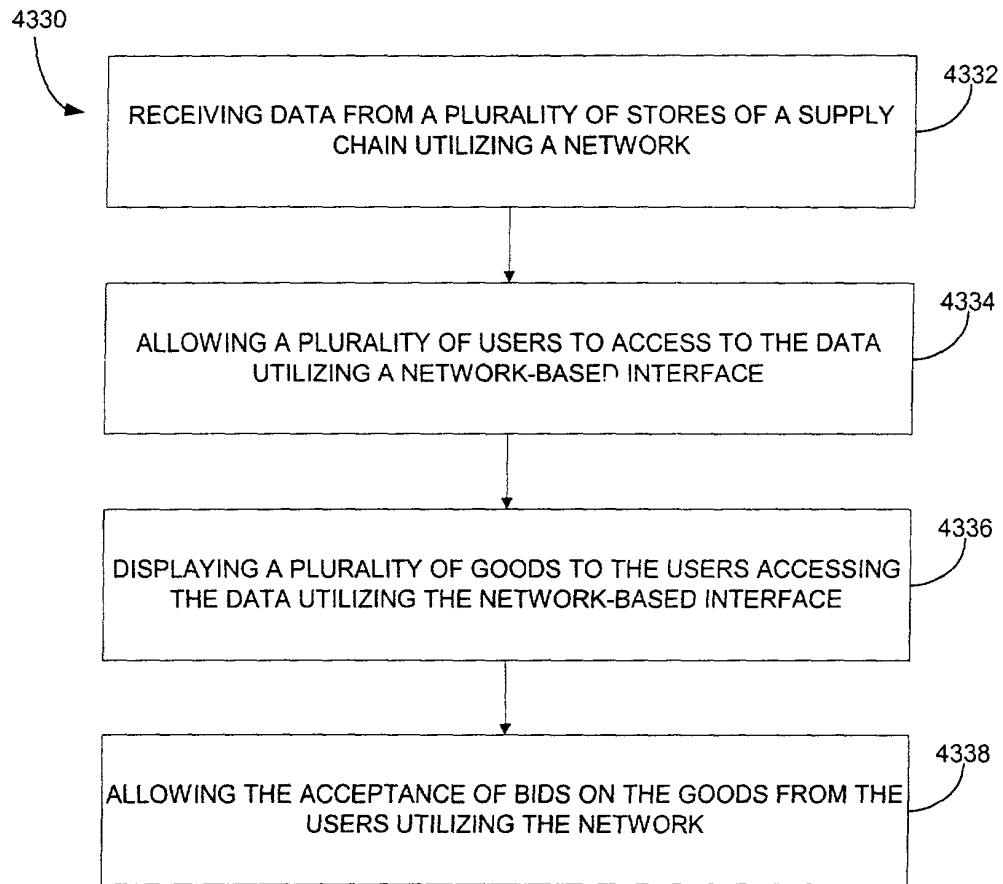 4330
4332
RECEIVING DATA FROM A PLURALITY OF STORES OF A SUPPLY
CHAIN UTILIZING A NETWORK
4334
ALLOWING A PLURALITY OF USERS TO ACCESS TO THE DATA
UTILIZING A NETWORK-BASED INTERFACE
4336
DISPLAYING A PLURALITY OF GOODS TO THE USERS ACCESSING
THE DATA UTILIZING THE NETWORK-BASED INTERFACE
4338
ALLOWING THE ACCEPTANCE OF BIDS ON THE GOODS FROM THE
USERS UTILIZING THE NETWORK